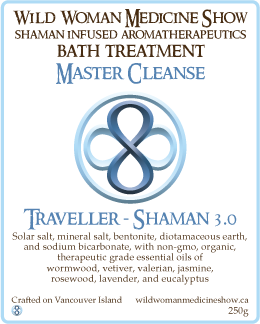 Wild Woman Medicine Show
shaman infused aromatherapeutics
bath treatment
Master Cleanse
Traveller - Shaman 3.0
Solar salt, mineral salt, bentonite, diotamaceous earth,
and sodium bicarbonate, with non-gmo, organic,
therapeutic grade essential oils of
wormwood, vetiver, valerian, jasmine,
rosewood, lavender, and eucalyptus
Crafted on Vancouver Island wildwomanmedicineshow.ca
250g